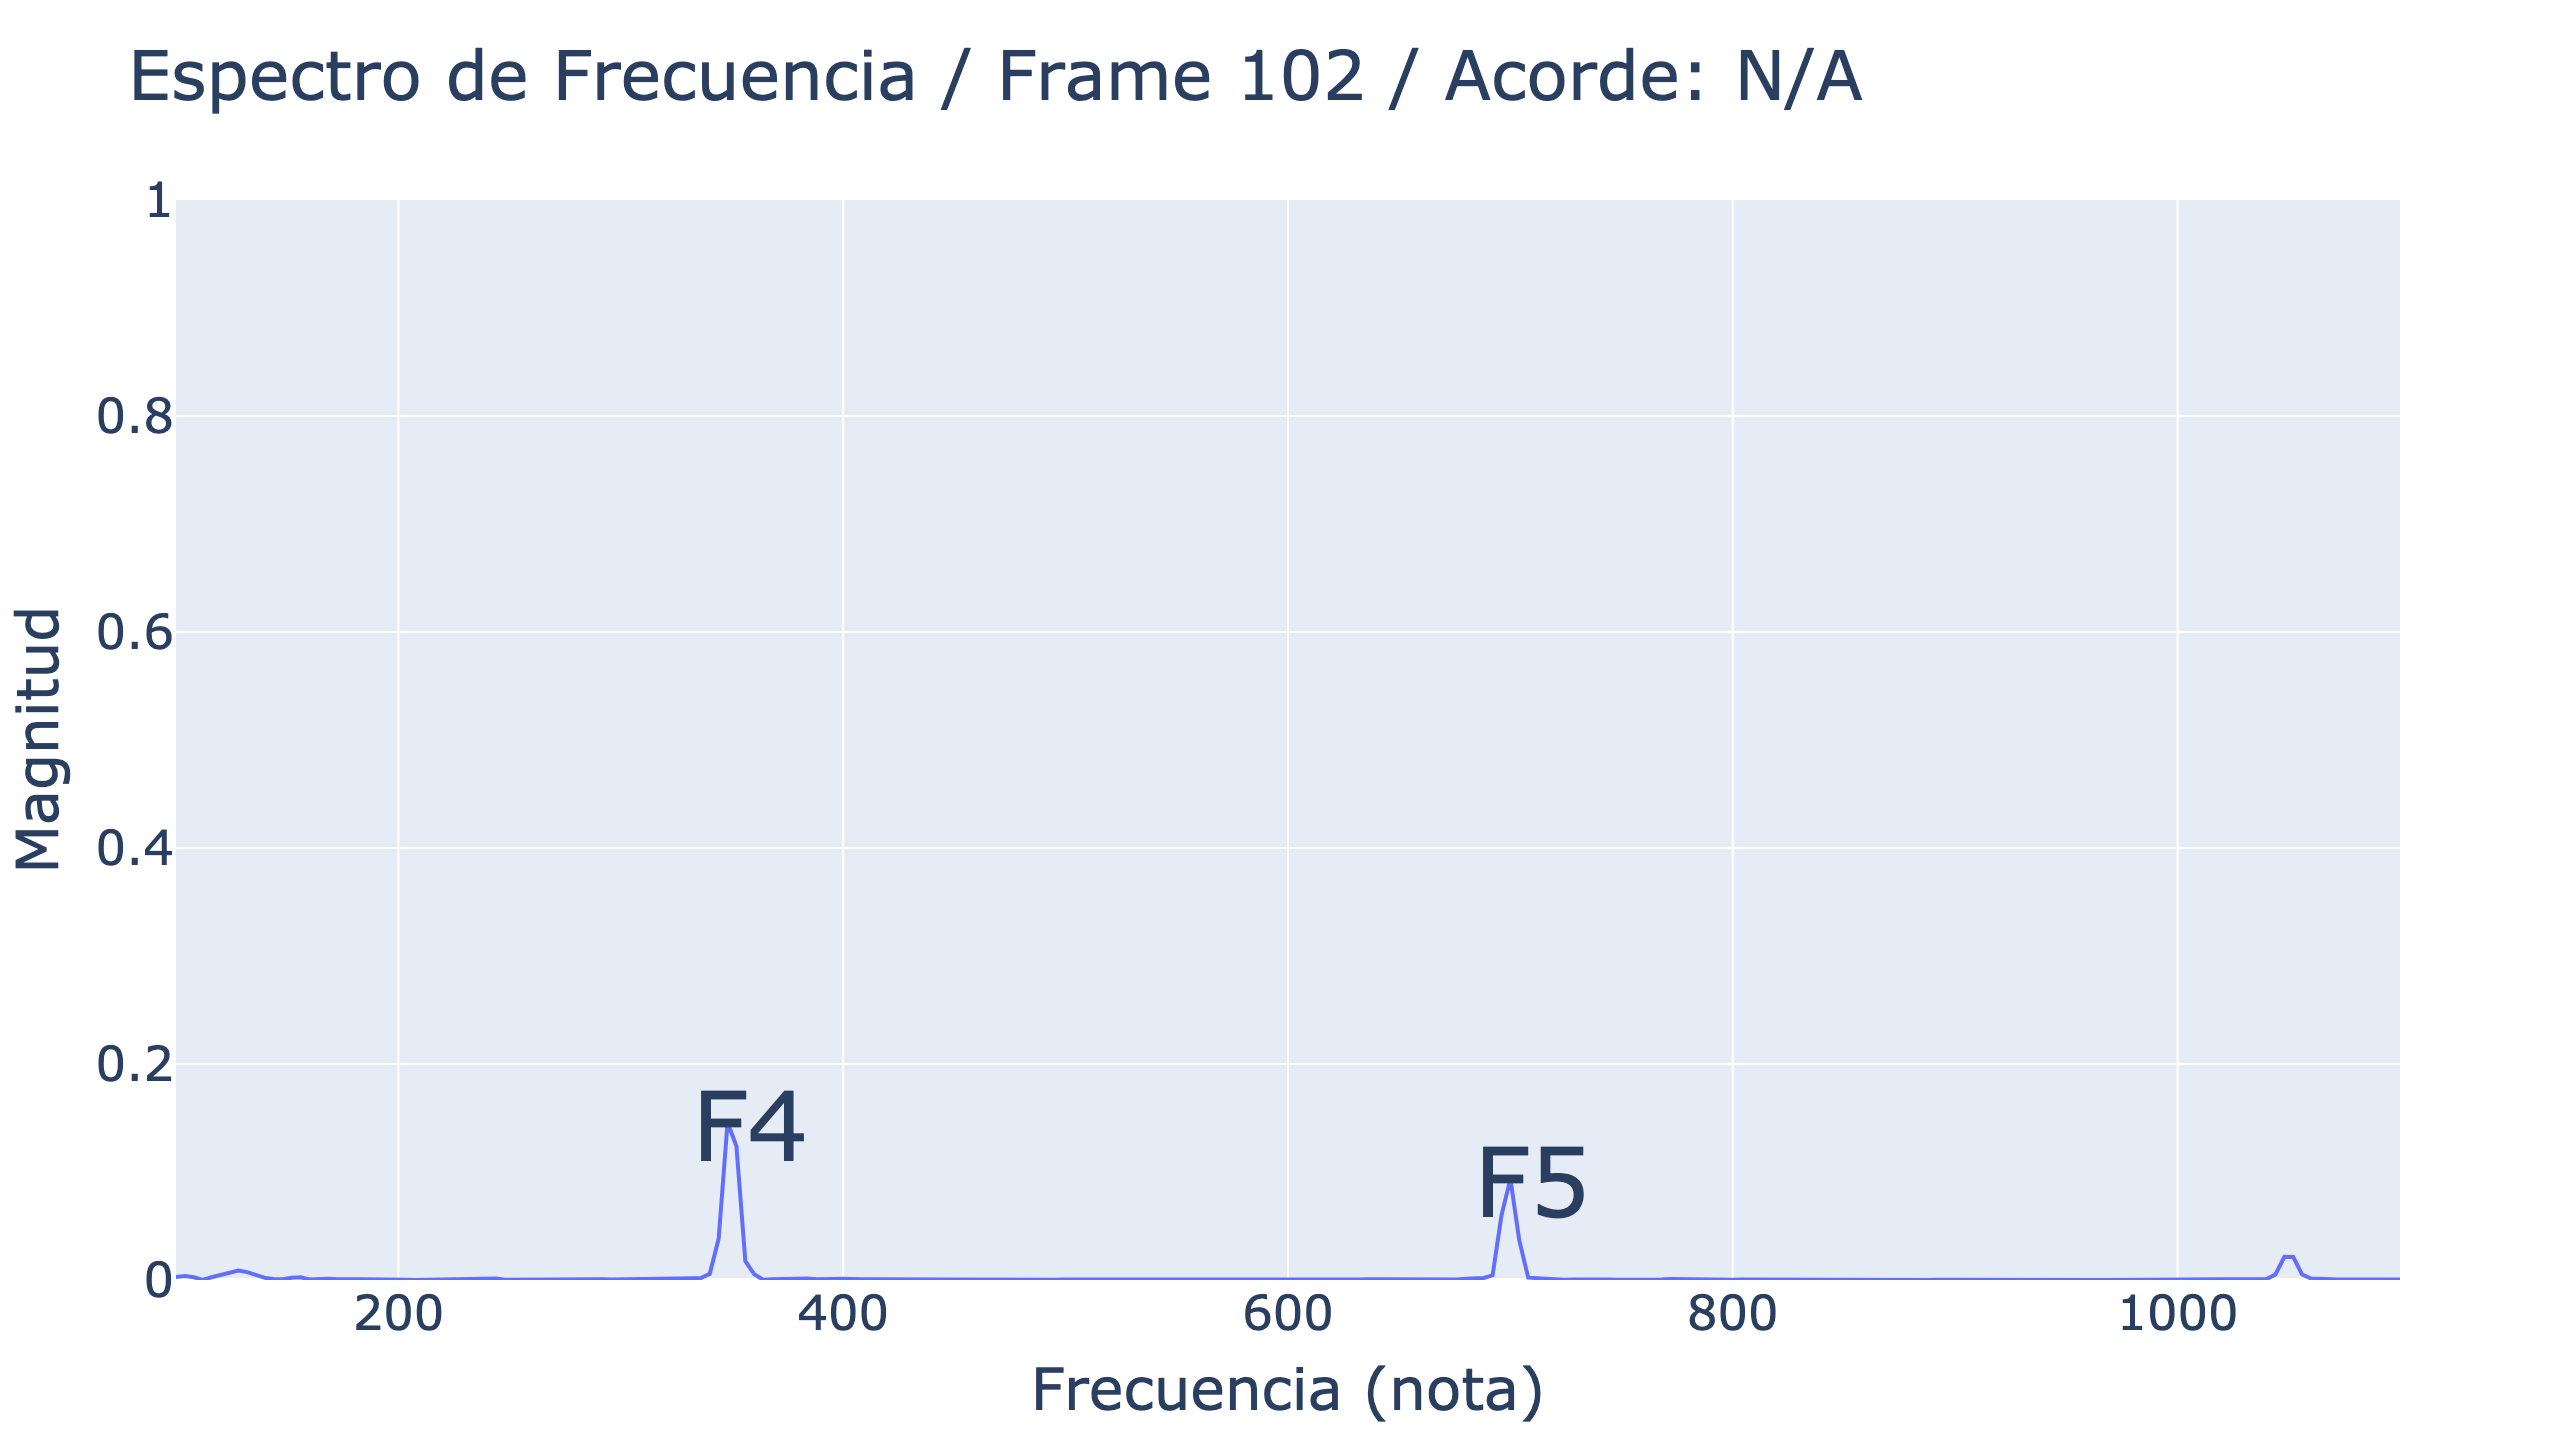 Espectro de Frecuencia / Frame 102 / Acorde: N/A
1
0.8
0.6
0.4
0.2
0
Magnitud
F4
F5
200 400 600 800 1000
Frecuencia (nota)